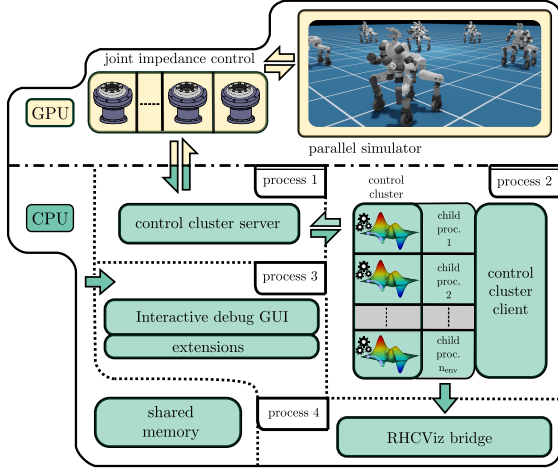 joint impedance control
GPU
parallel simulator
process 1
control
cluster
process 2
CPU
control cluster server
child
proc.
1
child
proc.
2
control
cluster
client
process 3
Interactive debug GUI
extensions
child
proc.
n_env
shared
memory
process 4
RHCViz bridge